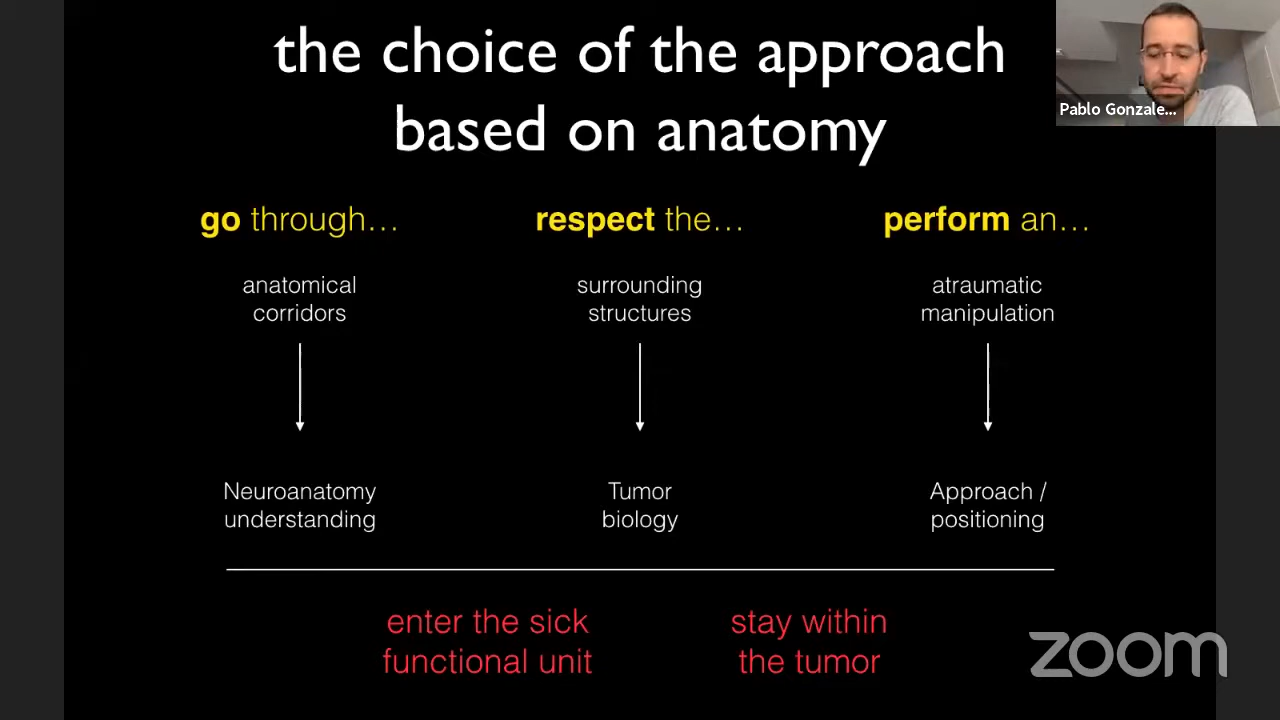 the choice of the approach
based on anatomy
Pablo Gonzale...
go through…
respect the…
perform an…
anatomical
corridors
surrounding
structures
atraumatic
manipulation
Neuroanatomy
understanding
Tumor
biology
Approach /
positioning
enter the sick
functional unit
stay within
the tumor
zoom